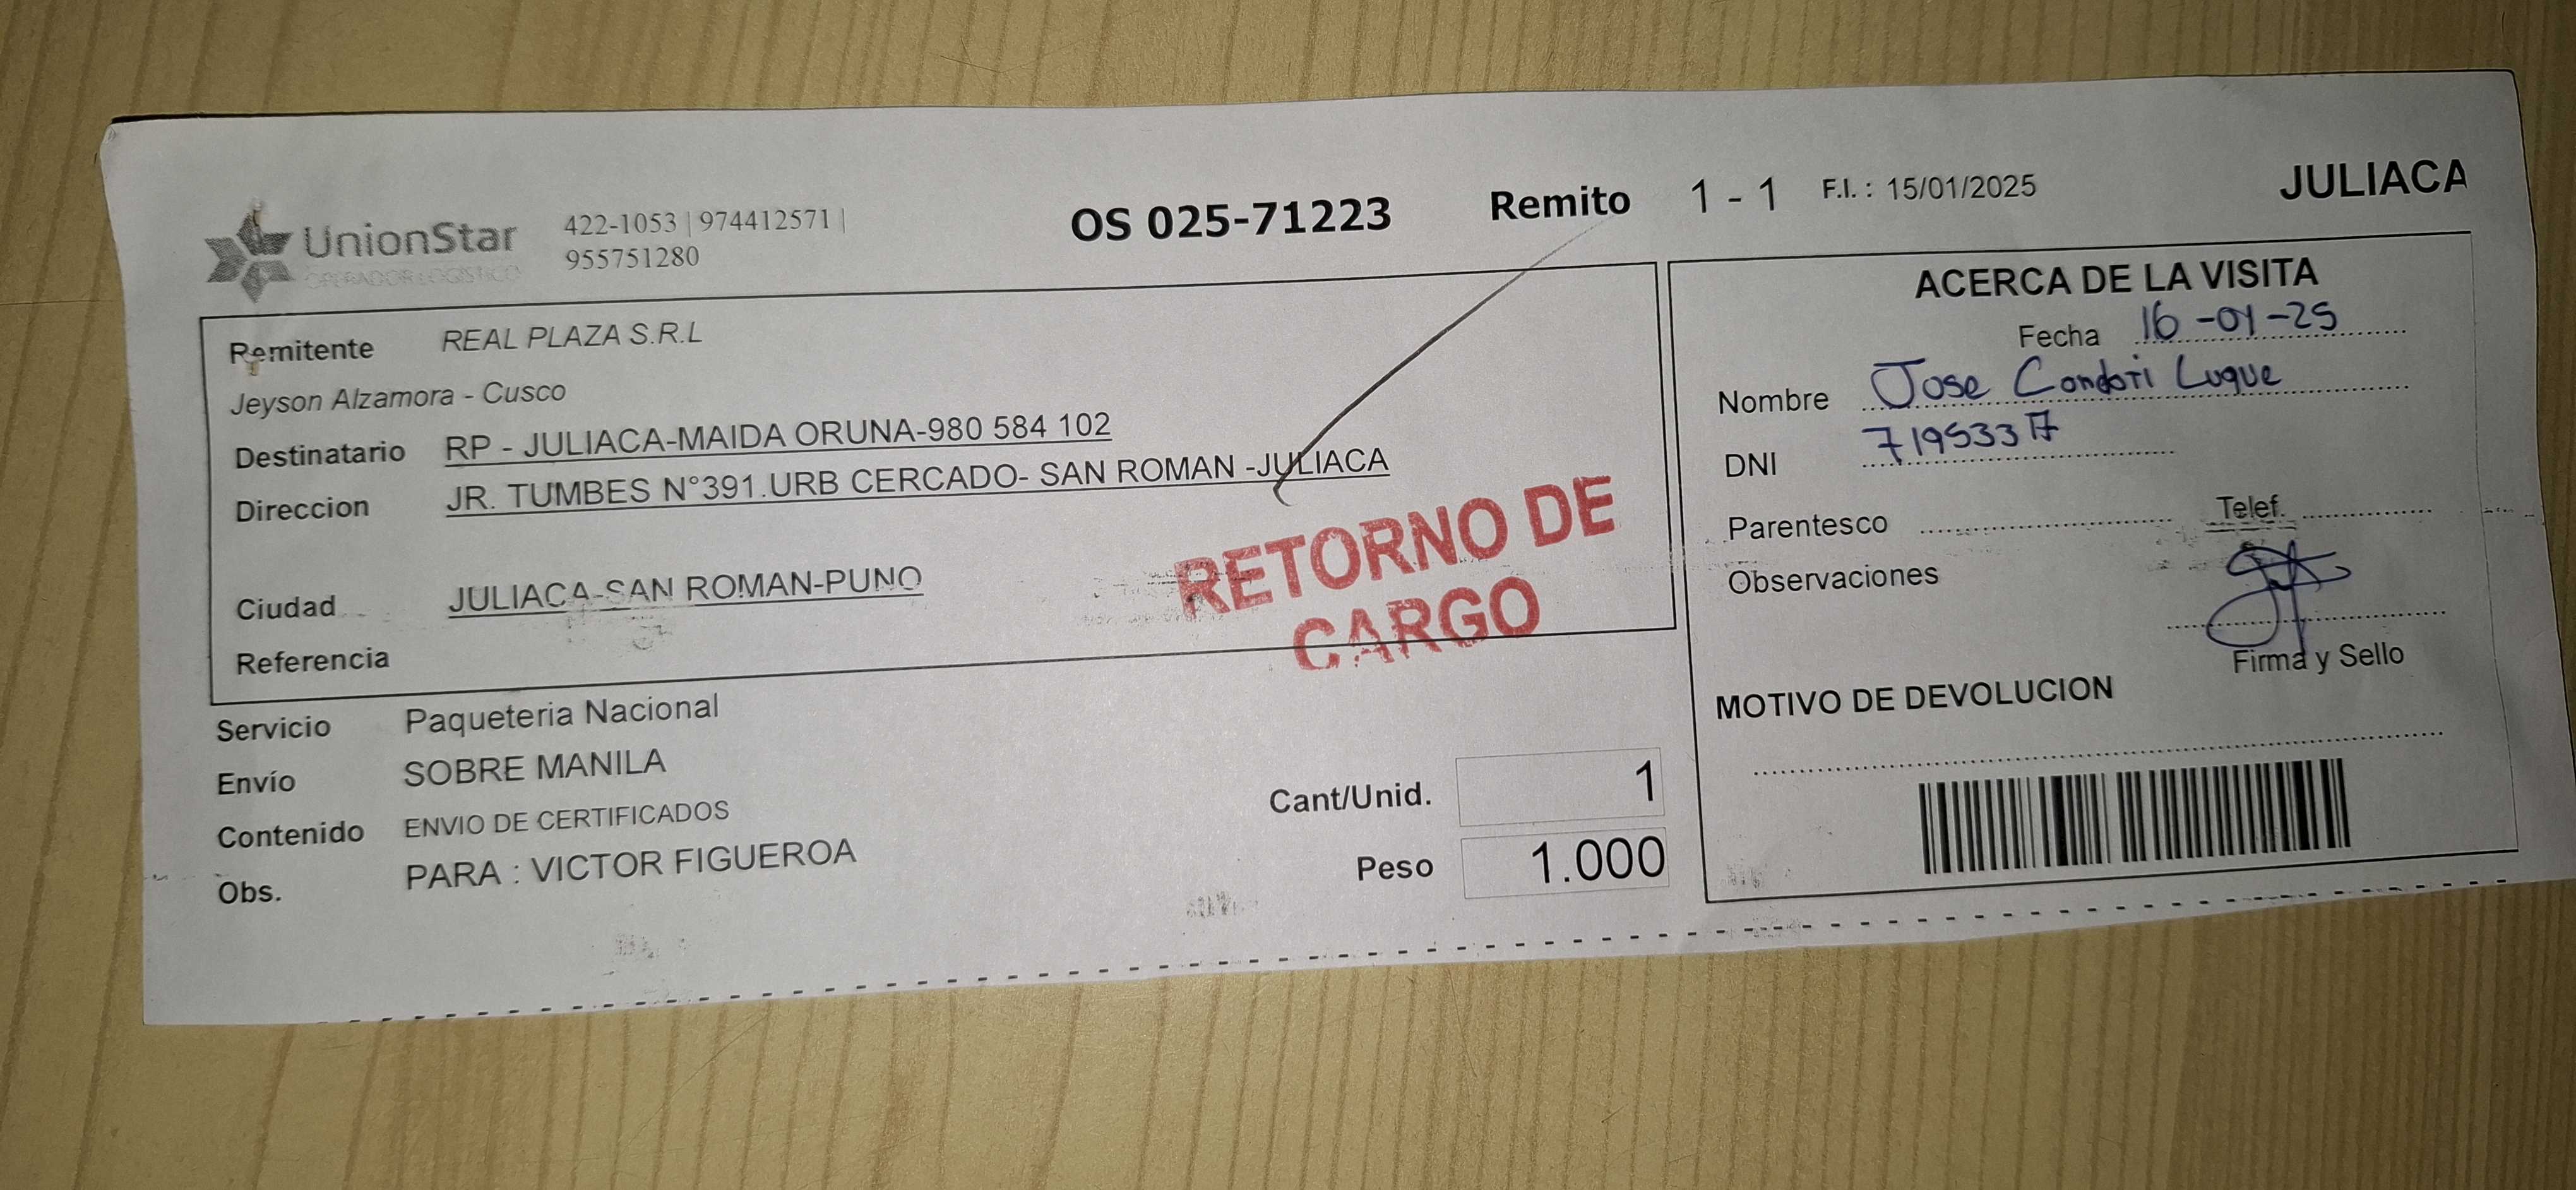 UnionStar
OPERADOR LOGISTICO
422-1053 | 974412571 |
955751280
OS 025-71223
Remito 1 - 1 F.I. : 15/01/2025
JULIACA
Remitente REAL PLAZA S.R.L
Jeyson Alzamora - Cusco
Destinatario RP - JULIACA-MAIDA ORUNA-980 584 102
Direccion JR. TUMBES N°391.URB CERCADO- SAN ROMAN -JULIACA
Ciudad JULIACA-SAN ROMAN-PUNO
Referencia
RETORNO DE
CARGO
Servicio Paqueteria Nacional
Envío SOBRE MANILA
Contenido ENVIO DE CERTIFICADOS
Obs. PARA : VICTOR FIGUEROA
Cant/Unid. 1
Peso 1.000
ACERCA DE LA VISITA
Fecha 16-01-25
Nombre Jose Condori Luque
DNI 71953317
Parentesco Telef.
Observaciones
Firma y Sello
MOTIVO DE DEVOLUCION